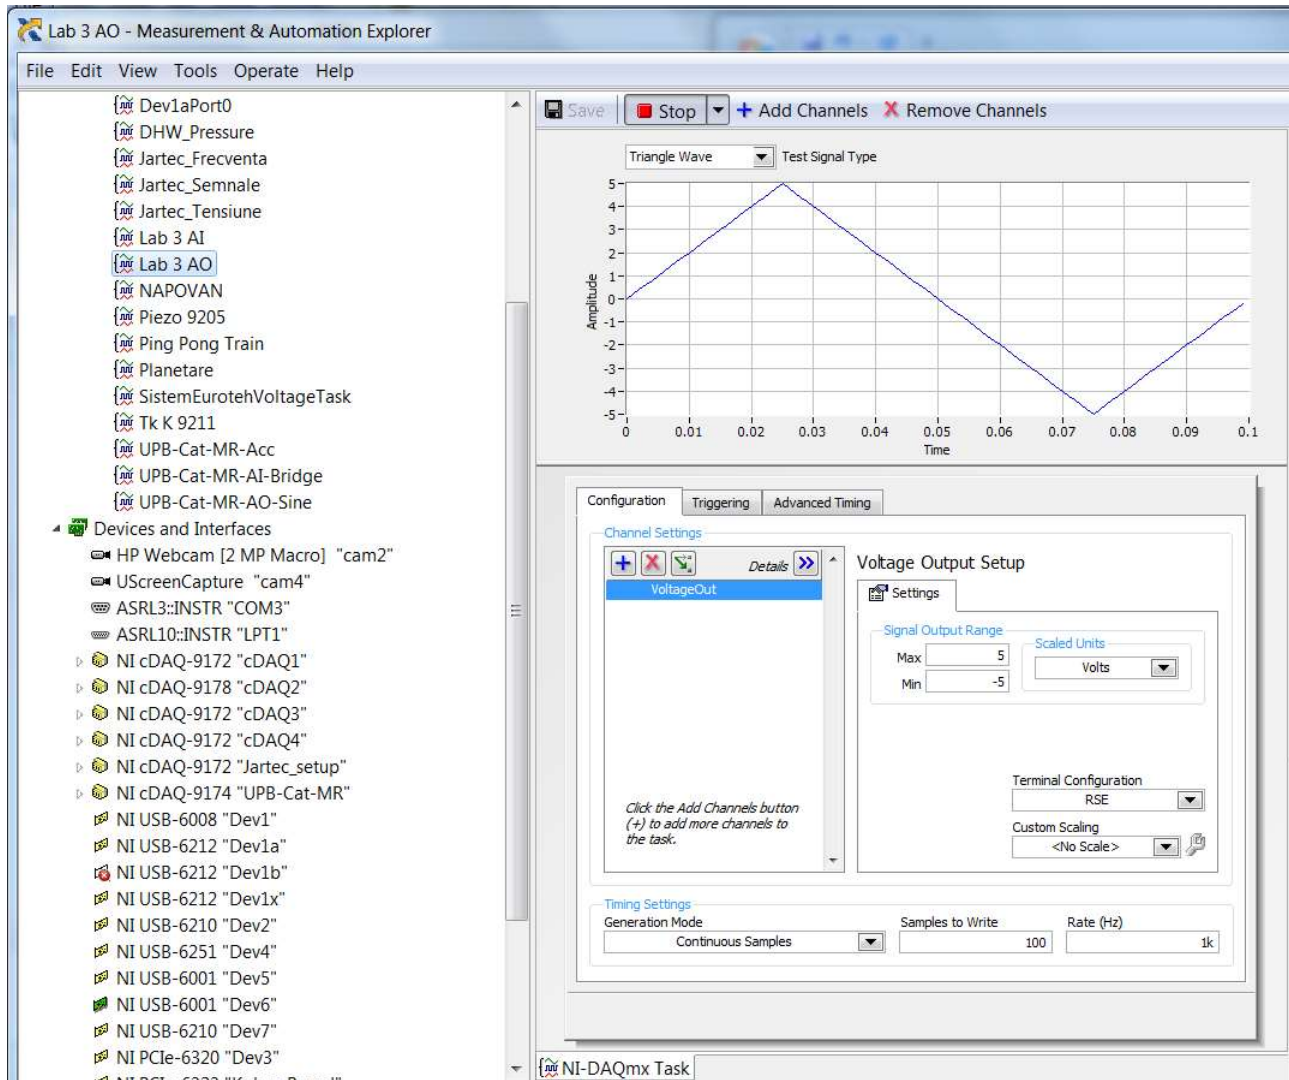 Lab 3 AO - Measurement & Automation Explorer
File Edit View Tools Operate Help
Dev1aPort0
DHW_Pressure
Jartec_Frecventa
Jartec_Semnale
Jartec_Tensiune
Lab 3 AI
Lab 3 AO
NAPOVAN
Piezo 9205
Ping Pong Train
Planetare
SistemEurotehVoltageTask
Tk K 9211
UPB-Cat-MR-Acc
UPB-Cat-MR-AI-Bridge
UPB-Cat-MR-AO-Sine
Devices and Interfaces
HP Webcam [2 MP Macro] "cam2"
UScreenCapture "cam4"
ASRL3::INSTR "COM3"
ASRL10::INSTR "LPT1"
NI cDAQ-9172 "cDAQ1"
NI cDAQ-9178 "cDAQ2"
NI cDAQ-9172 "cDAQ3"
NI cDAQ-9172 "cDAQ4"
NI cDAQ-9172 "Jartec_setup"
NI cDAQ-9174 "UPB-Cat-MR"
NI USB-6008 "Dev1"
NI USB-6212 "Dev1a"
NI USB-6212 "Dev1b"
NI USB-6212 "Dev1x"
NI USB-6210 "Dev2"
NI USB-6251 "Dev4"
NI USB-6001 "Dev5"
NI USB-6001 "Dev6"
NI USB-6210 "Dev7"
NI PCIe-6320 "Dev3"
Save Stop Add Channels Remove Channels
Triangle Wave Test Signal Type
5
4
3
2
1
0
-1
-2
-3
-4
-5
Amplitude
0 0.01 0.02 0.03 0.04 0.05 0.06 0.07 0.08 0.09 0.1
Time
Configuration Triggering Advanced Timing
Channel Settings
Details
VoltageOut
Click the Add Channels button
(+) to add more channels to
the task.
Voltage Output Setup
Settings
Signal Output Range
Max 5
Min -5
Scaled Units
Volts
Terminal Configuration
RSE
Custom Scaling
<No Scale>
Timing Settings
Generation Mode Samples to Write Rate (Hz)
Continuous Samples 100 1k
NI-DAQmx Task